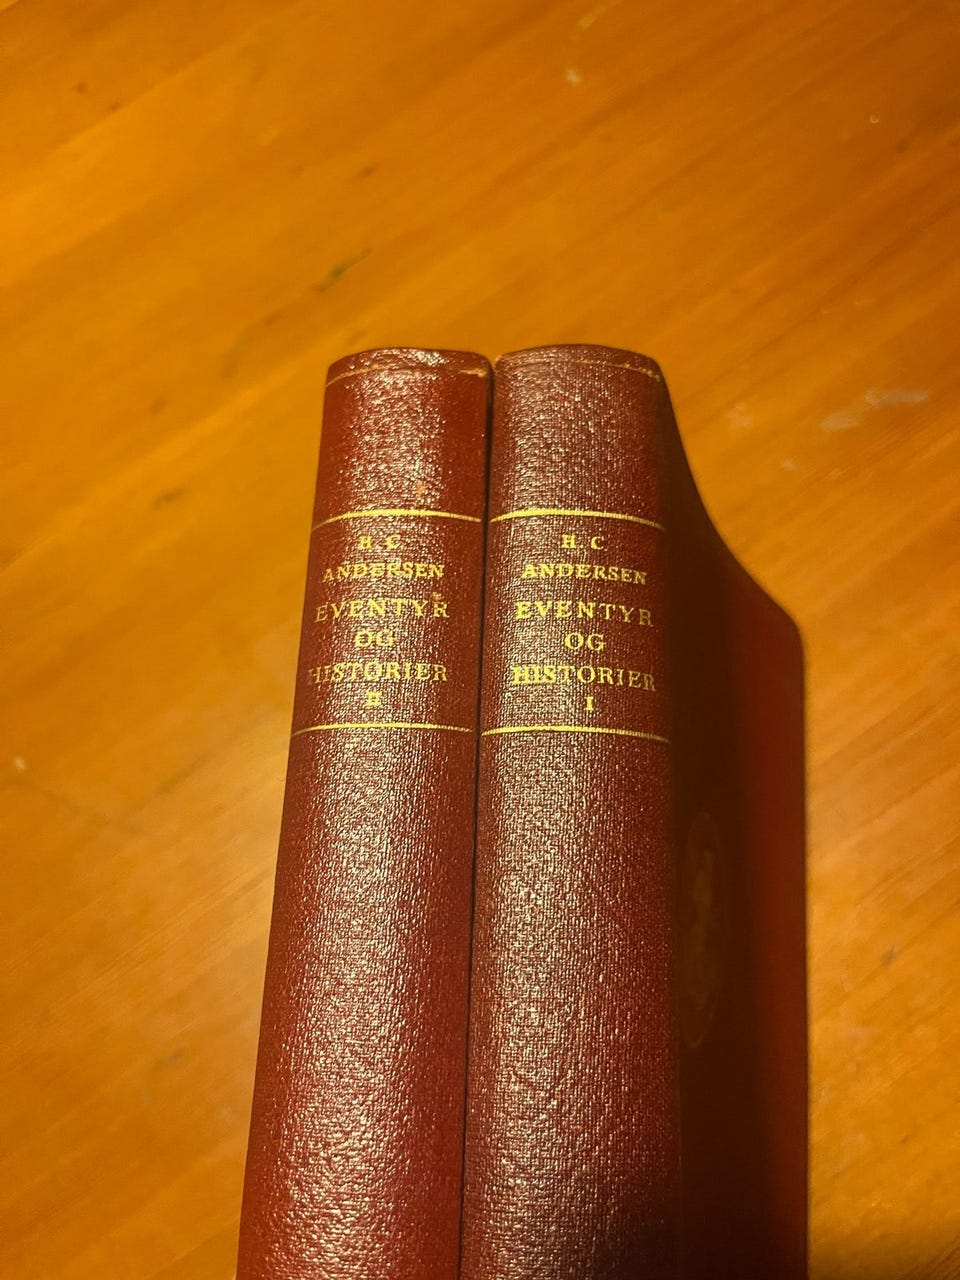 H. C
ANDERSEN
EVENTYR
OG
HISTORIER
II
H. C
ANDERSEN
EVENTYR
OG
HISTORIER
I